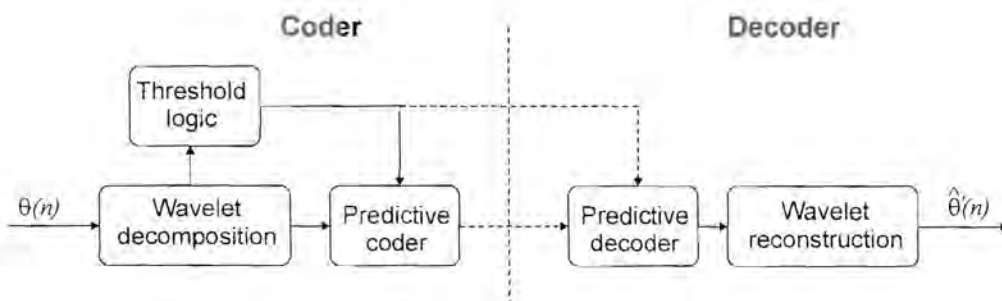 Coder
Decoder
Threshold
logic
θ(n)
Wavelet
decomposition
Predictive
coder
Predictive
decoder
Wavelet
reconstruction
θ̂(n)